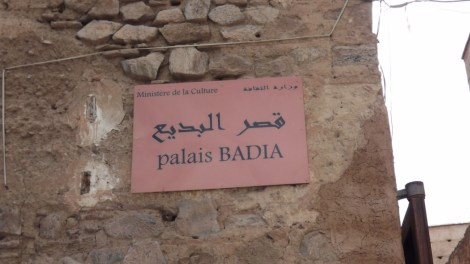 Ministère de la Culture وزارة الثقافة
قصر البديع
palais BADIA